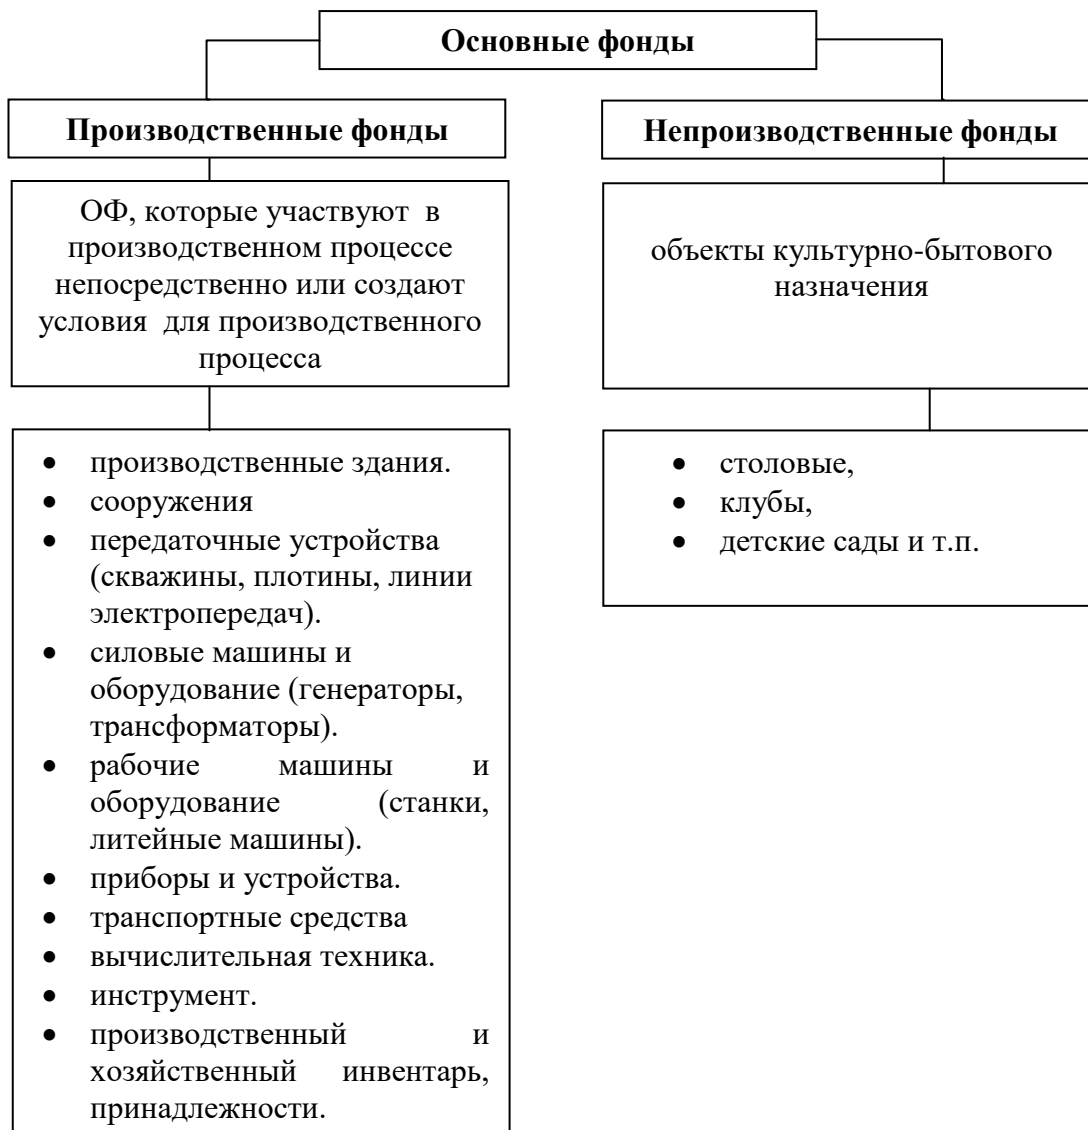 Основные фонды
Производственные фонды
ОФ, которые участвуют в
производственном процессе
непосредственно или создают
условия для производственного
процесса
• производственные здания.
• сооружения
• передаточные устройства
(скважины, плотины, линии
электропередач).
• силовые машины и
оборудование (генераторы,
трансформаторы).
• рабочие машины и
оборудование (станки,
литейные машины).
• приборы и устройства.
• транспортные средства
• вычислительная техника.
• инструмент.
• производственный и
хозяйственный инвентарь,
принадлежности.
Непроизводственные фонды
объекты культурно-бытового
назначения
• столовые,
• клубы,
• детские сады и т.п.